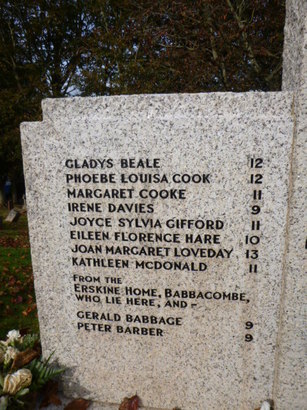 GLADYS BEALE 12
PHOEBE LOUISA COOK 12
MARGARET COOKE 11
IRENE DAVIES 9
JOYCE SYLVIA GIFFORD 11
EILEEN FLORENCE HARE 10
JOAN MARGARET LOVEDAY 13
KATHLEEN MCDONALD 11
FROM THE
ERSKINE HOME, BABBACOMBE,
WHO LIE HERE, AND -
GERALD BABBAGE 9
PETER BARBER 9